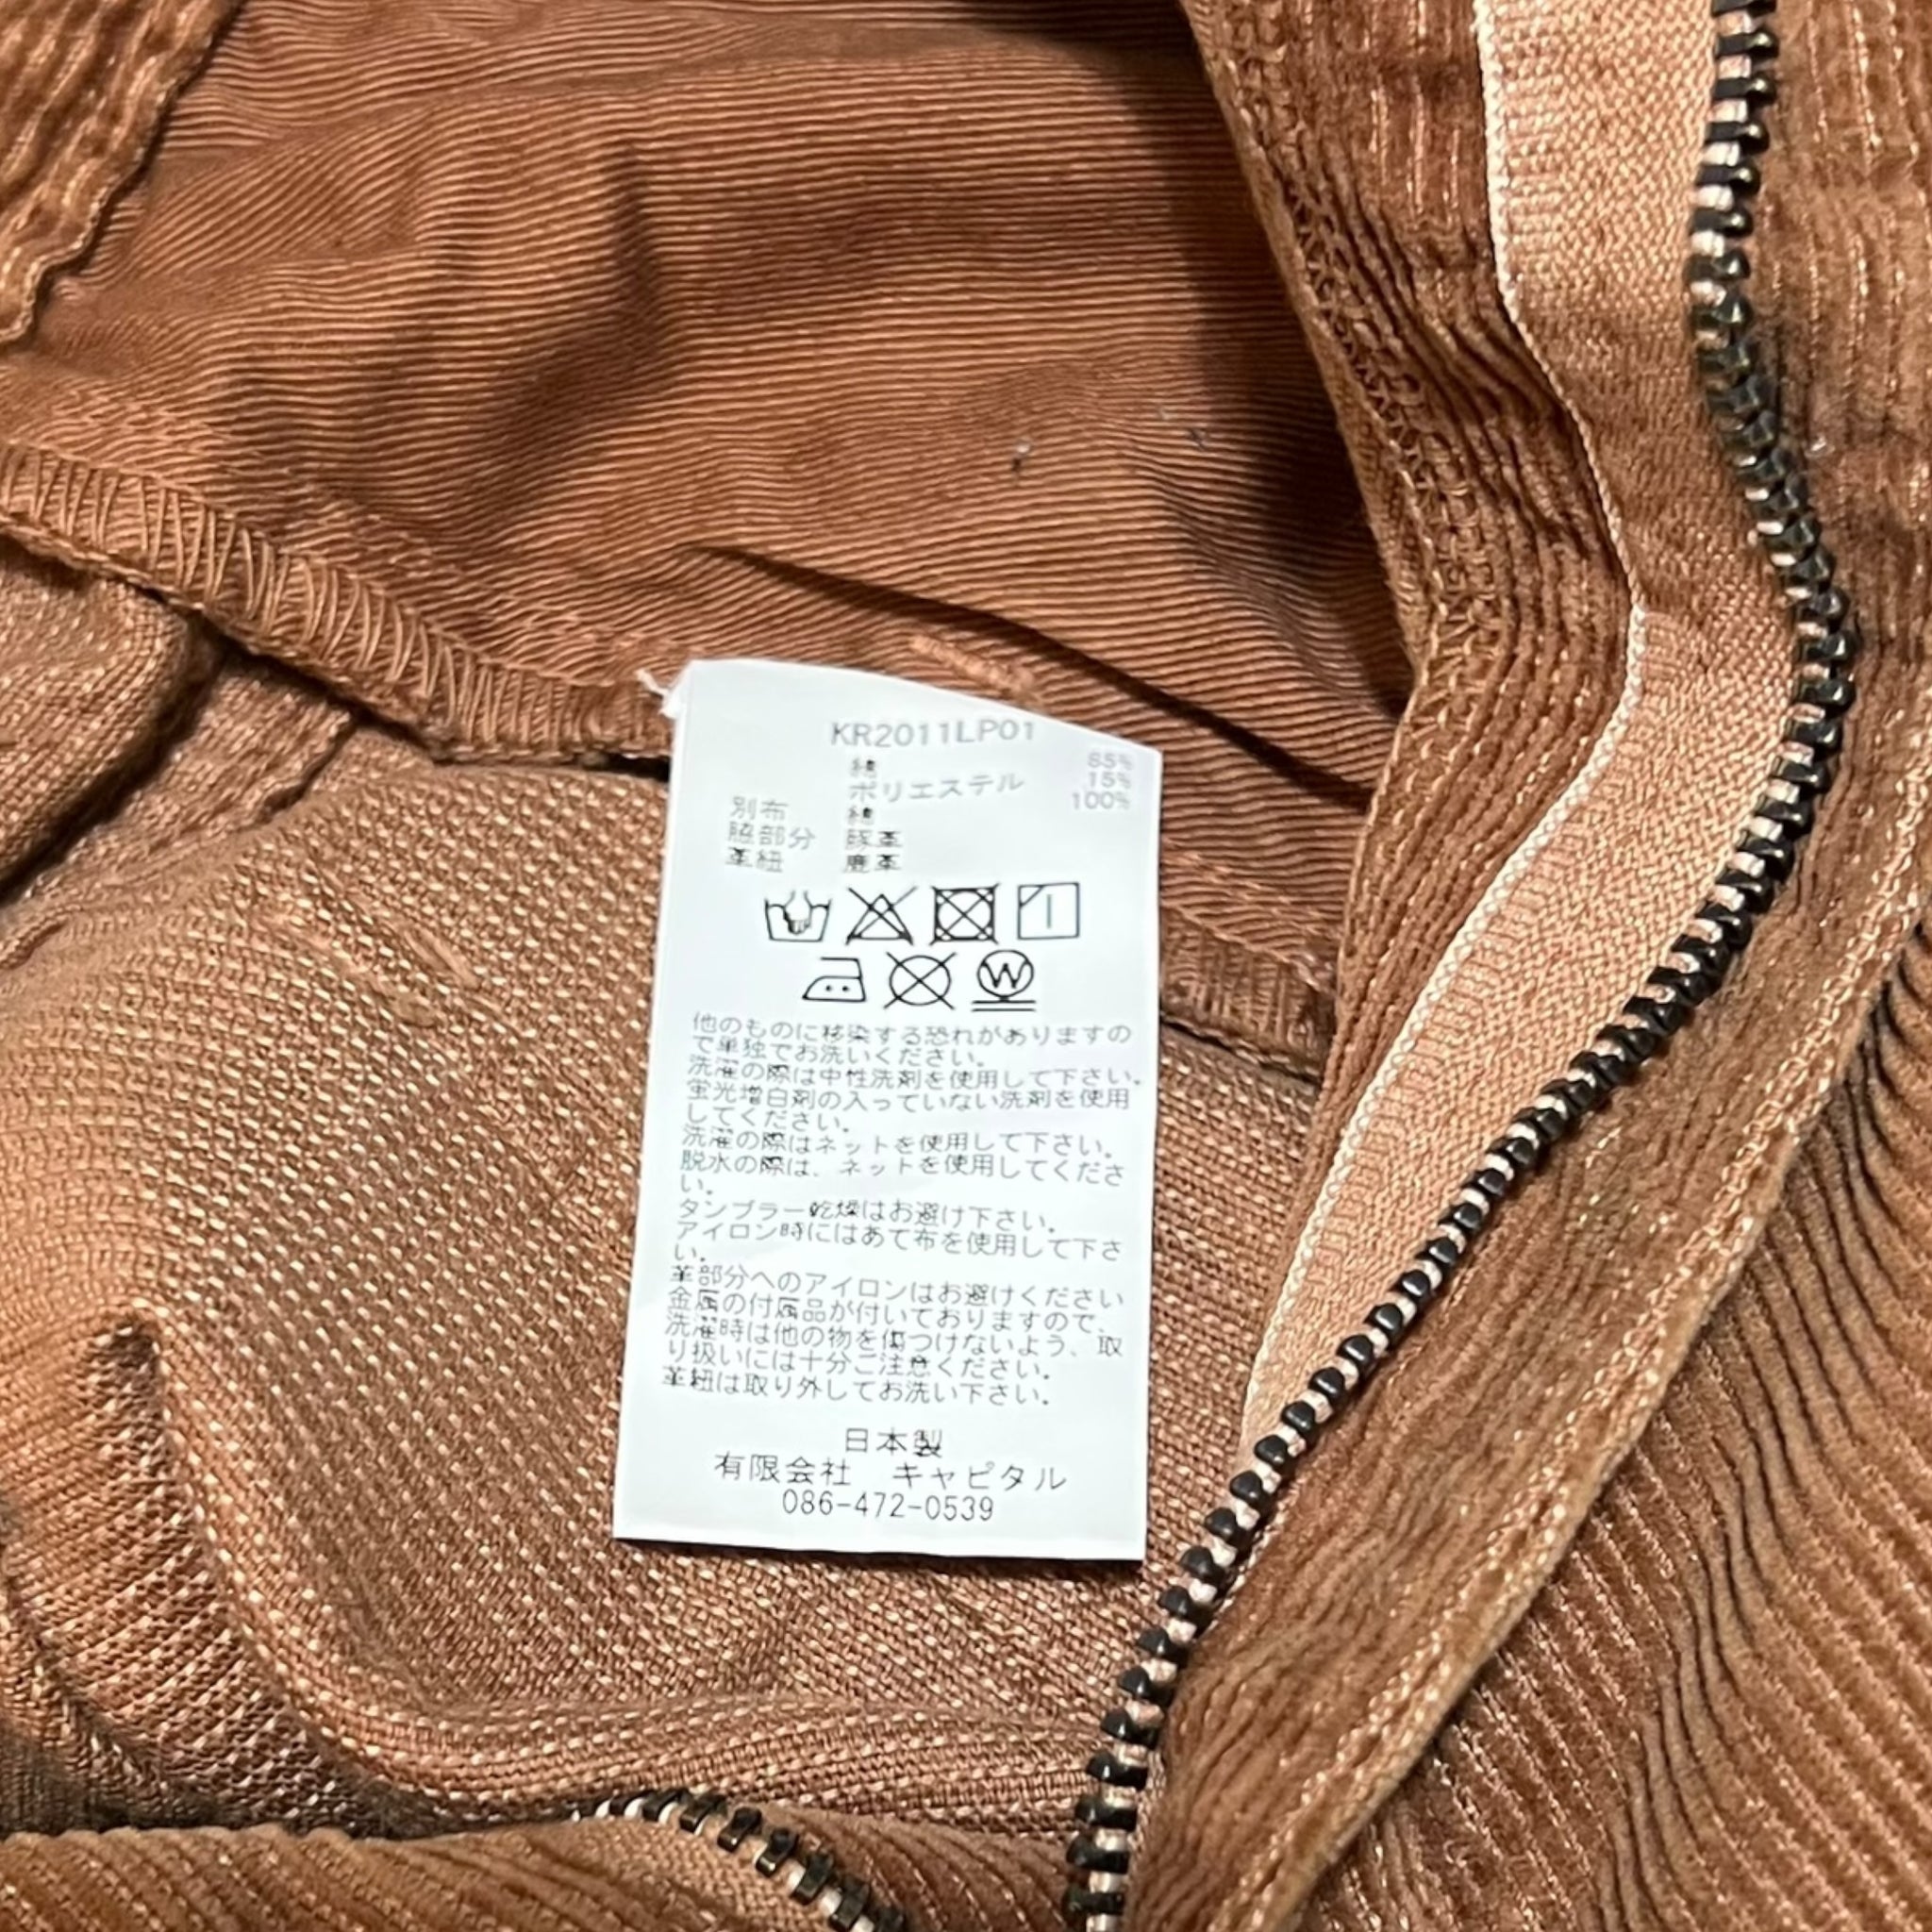 KR2011LP01
綿 85%
ポリエステル 15%
別布 綿 100%
脇部分 豚革
革紐 鹿革
W
他のものに移染する恐れがありますの
で単独でお洗いください。
洗濯の際は中性洗剤を使用して下さい。
蛍光増白剤の入っていない洗剤を使用
してください。
洗濯の際はネットを使用して下さい。
脱水の際は、ネットを使用してくださ
い。
タンブラー乾燥はお避け下さい。
アイロン時にはあて布を使用して下さ
い。
革部分へのアイロンはお避けください
金属の付属品が付いておりますので、
洗濯時は他の物を傷つけないよう、取
り扱いには十分ご注意ください。
革紐は取り外してお洗い下さい。
日本製
有限会社 キャピタル
086-472-0539